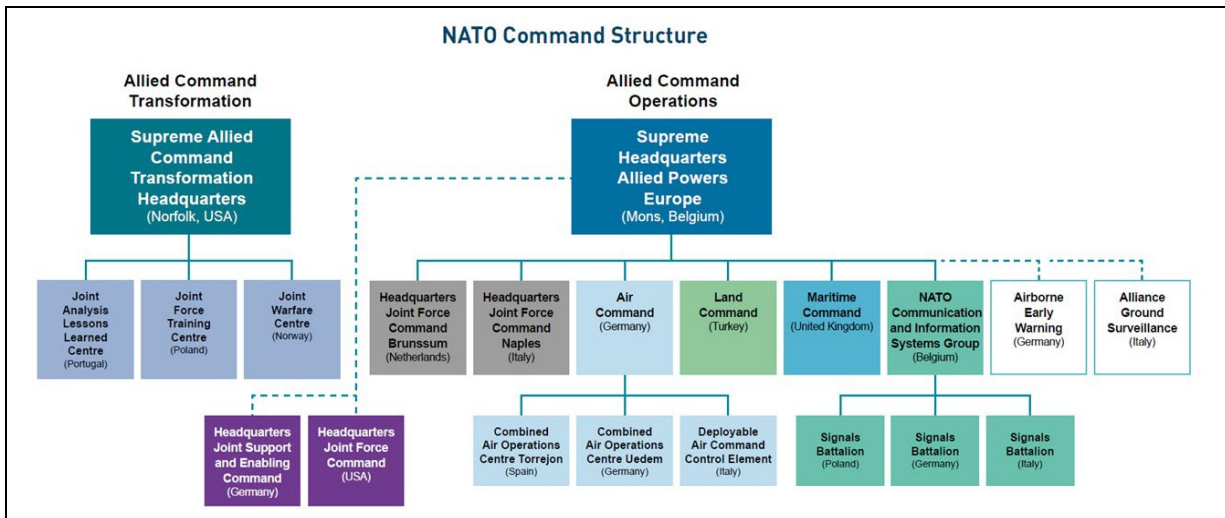 NATO Command Structure
Allied Command
Transformation
Supreme Allied
Command
Transformation
Headquarters
(Norfolk, USA)
Allied Command
Operations
Supreme
Headquarters
Allied Powers
Europe
(Mons, Belgium)
Joint
Analysis
Lessons
Learned
Centre
(Portugal)
Joint
Force
Training
Centre
(Poland)
Joint
Warfare
Centre
(Norway)
Headquarters
Joint Force
Command
Brunssum
(Netherlands)
Headquarters
Joint Force
Command
Naples
(Italy)
Air
Command
(Germany)
Land
Command
(Turkey)
Maritime
Command
(United Kingdom)
NATO
Communication
and Information
Systems Group
(Belgium)
Airborne
Early
Warning
(Germany)
Alliance
Ground
Surveillance
(Italy)
Headquarters
Joint Support
and Enabling
Command
(Germany)
Headquarters
Joint Force
Command
(USA)
Combined
Air Operations
Centre Torrejon
(Spain)
Combined
Air Operations
Centre Uedem
(Germany)
Deployable
Air Command
Control Element
(Italy)
Signals
Battalion
(Poland)
Signals
Battalion
(Germany)
Signals
Battalion
(Italy)